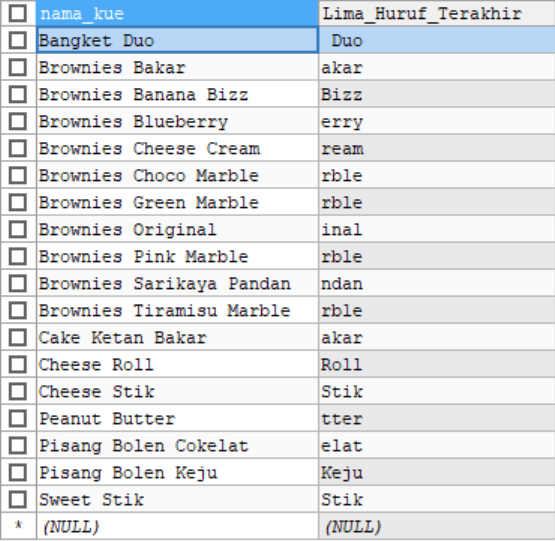 nama_kue Lima_Huruf_Terakhir
Bangket Duo Duo
Brownies Bakar akar
Brownies Banana Bizz Bizz
Brownies Blueberry erry
Brownies Cheese Cream ream
Brownies Choco Marble rble
Brownies Green Marble rble
Brownies Original inal
Brownies Pink Marble rble
Brownies Sarikaya Pandan ndan
Brownies Tiramisu Marble rble
Cake Ketan Bakar akar
Cheese Roll Roll
Cheese Stik Stik
Peanut Butter tter
Pisang Bolen Cokelat elat
Pisang Bolen Keju Keju
Sweet Stik Stik
* (NULL) (NULL)